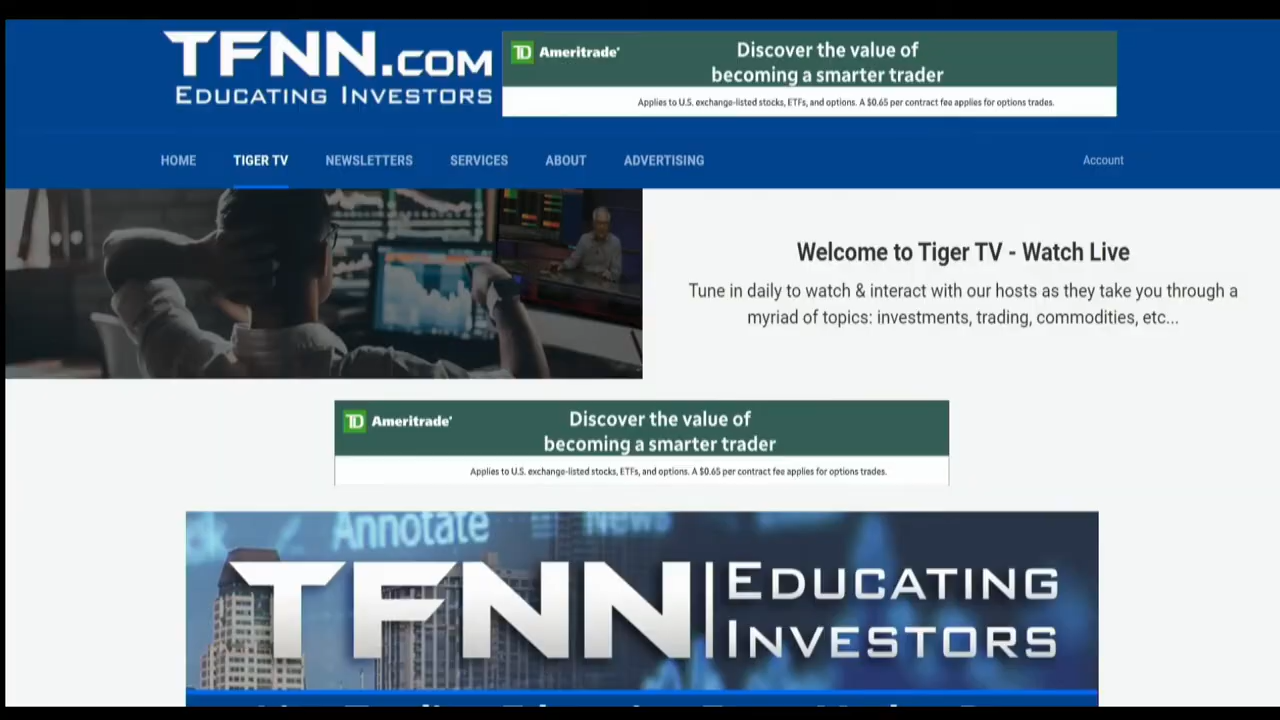 TFNN.COM
EDUCATING INVESTORS
TD Ameritrade
Discover the value of
becoming a smarter trader
Applies to U.S. exchange-listed stocks, ETFs, and options. A $0.65 per contract fee applies for options trades.
HOME TIGER TV NEWSLETTERS SERVICES ABOUT ADVERTISING Account
Welcome to Tiger TV - Watch Live
Tune in daily to watch & interact with our hosts as they take you through a
myriad of topics: investments, trading, commodities, etc...
TD Ameritrade
Discover the value of
becoming a smarter trader
Applies to U.S. exchange-listed stocks, ETFs, and options. A $0.65 per contract fee applies for options trades.
Annotate News
TFNN EDUCATING
INVESTORS